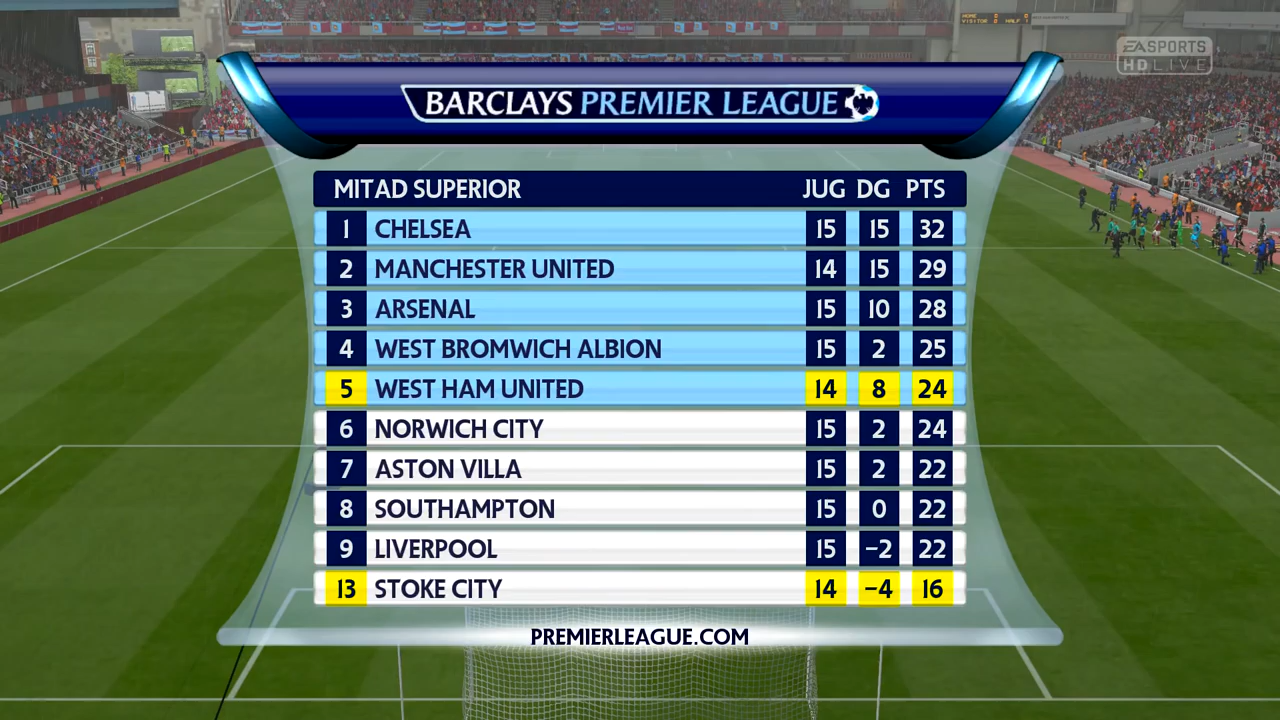 EA SPORTS
HD LIVE
BARCLAYS PREMIER LEAGUE
MITAD SUPERIOR JUG DG PTS
1 CHELSEA 15 15 32
2 MANCHESTER UNITED 14 15 29
3 ARSENAL 15 10 28
4 WEST BROMWICH ALBION 15 2 25
5 WEST HAM UNITED 14 8 24
6 NORWICH CITY 15 2 24
7 ASTON VILLA 15 2 22
8 SOUTHAMPTON 15 0 22
9 LIVERPOOL 15 -2 22
13 STOKE CITY 14 -4 16
PREMIERLEAGUE.COM